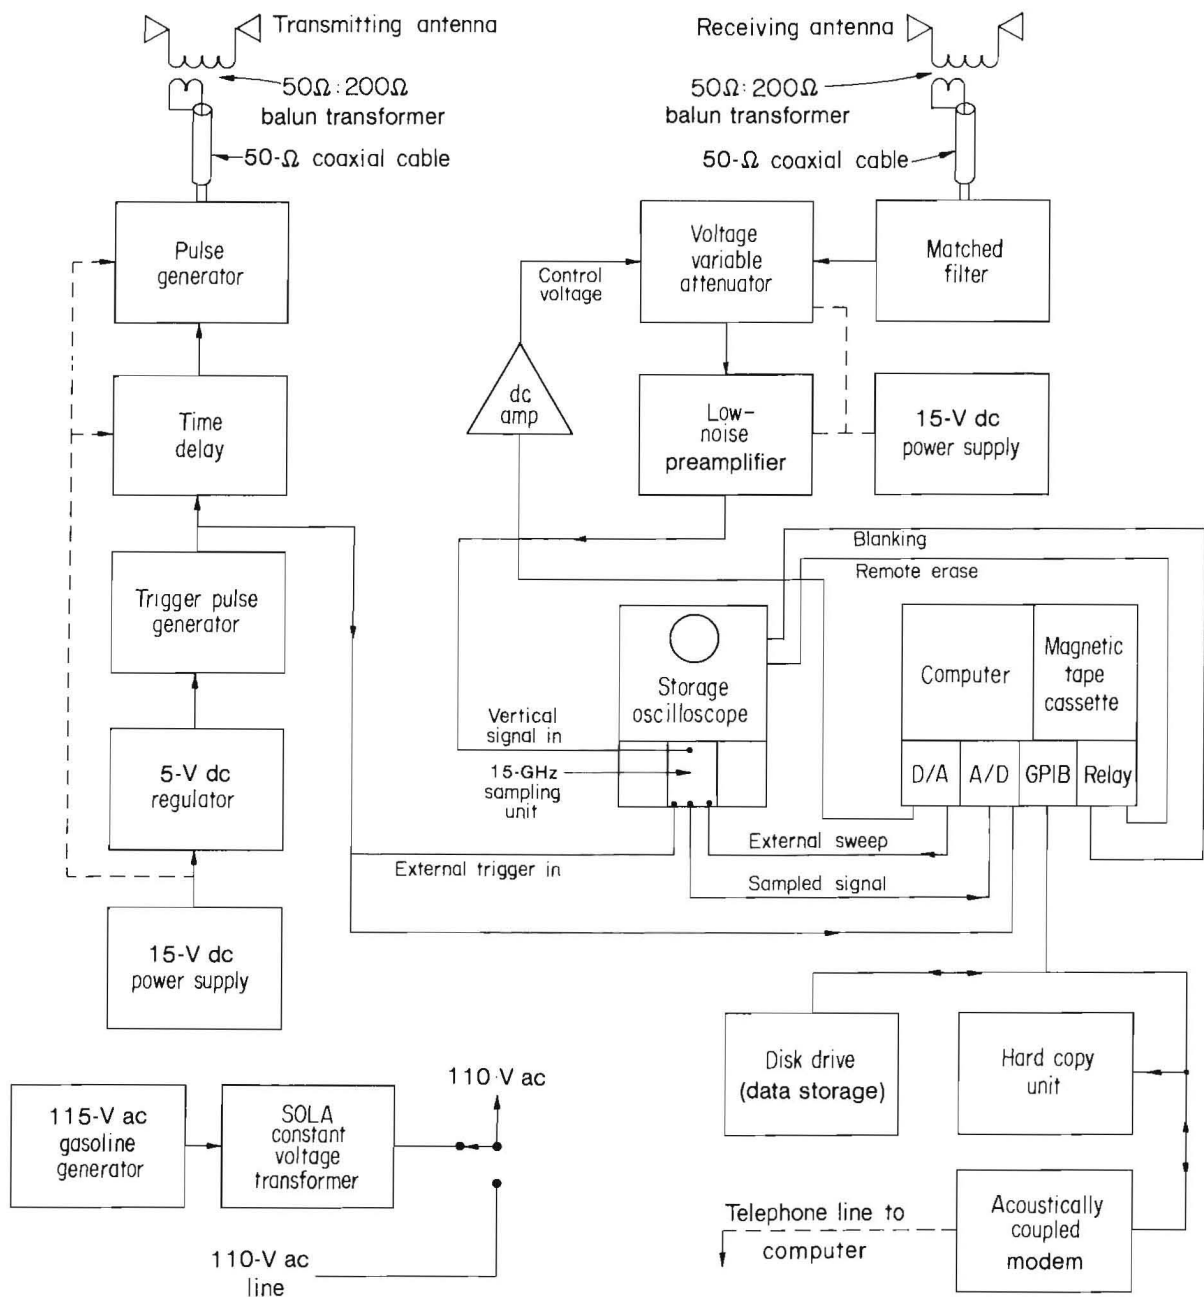 Transmitting antenna
50Ω:200Ω
balun transformer
50-Ω coaxial cable
Receiving antenna
50Ω:200Ω
balun transformer
50-Ω coaxial cable
Pulse
generator
Time
delay
Trigger pulse
generator
5-V dc
regulator
15-V dc
power supply
Voltage
variable
attenuator
Matched
filter
Control
voltage
dc
amp
Low-
noise
preamplifier
15-V dc
power supply
Blanking
Remote erase
Storage
oscilloscope
Computer
Magnetic
tape
cassette
Vertical
signal in
15-GHz
sampling
unit
D/A
A/D
GPIB
Relay
External sweep
External trigger in
Sampled signal
Disk drive
(data storage)
Hard copy
unit
115-V ac
gasoline
generator
SOLA
constant
voltage
transformer
110-V ac
110-V ac
line
Telephone line to
computer
Acoustically
coupled
modem